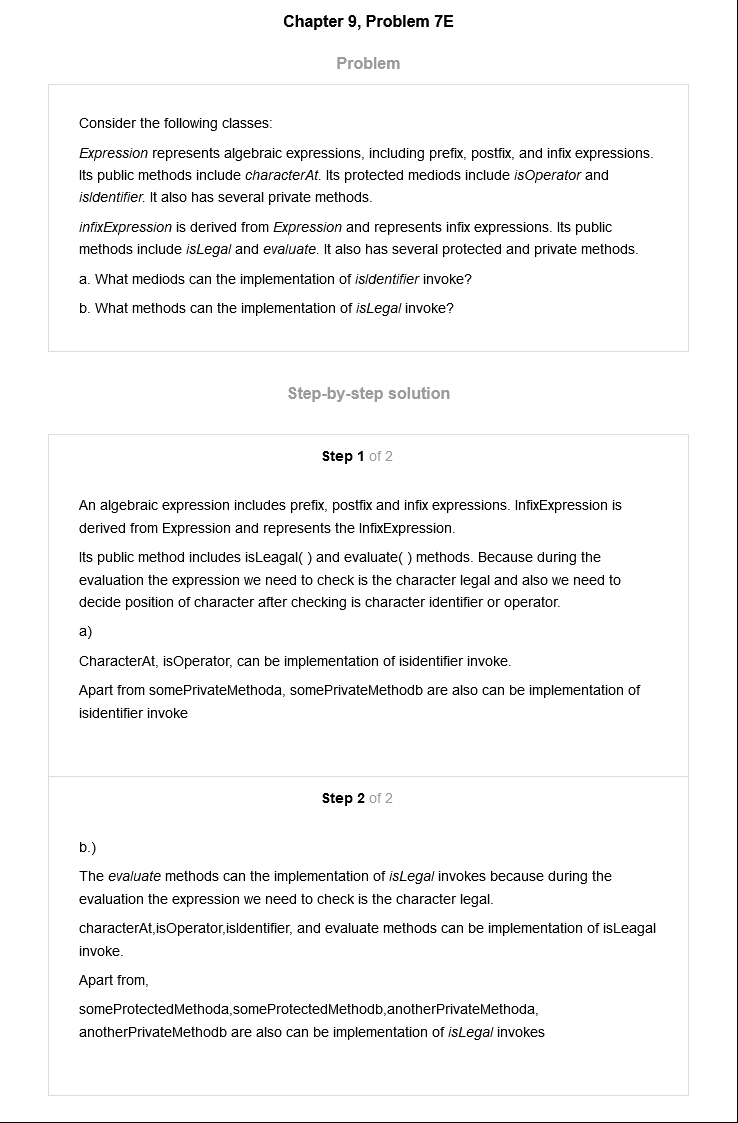 Chapter 9, Problem 7E
Problem
Consider the following classes:
Expression represents algebraic expressions, including prefix, postfix, and infix expressions.
Its public methods include characterAt. Its protected mediods include isOperator and
isldentifier. It also has several private methods.
infixExpression is derived from Expression and represents infix expressions. Its public
methods include isLegal and evaluate. It also has several protected and private methods.
a. What mediods can the implementation of isldentifier invoke?
b. What methods can the implementation of isLegal invoke?
Step-by-step solution
Step 1 of 2
An algebraic expression includes prefix, postfix and infix expressions. InfixExpression is
derived from Expression and represents the InfixExpression.
Its public method includes isLeagal( ) and evaluate( ) methods. Because during the
evaluation the expression we need to check is the character legal and also we need to
decide position of character after checking is character identifier or operator.
a)
CharacterAt, isOperator, can be implementation of isidentifier invoke.
Apart from somePrivateMethoda, somePrivateMethodb are also can be implementation of
isidentifier invoke
Step 2 of 2
b.)
The evaluate methods can the implementation of isLegal invokes because during the
evaluation the expression we need to check is the character legal.
characterAt,isOperator,isldentifier, and evaluate methods can be implementation of isLeagal
invoke.
Apart from,
someProtectedMethoda,someProtectedMethodb,anotherPrivateMethoda,
anotherPrivateMethodb are also can be implementation of isLegal invokes